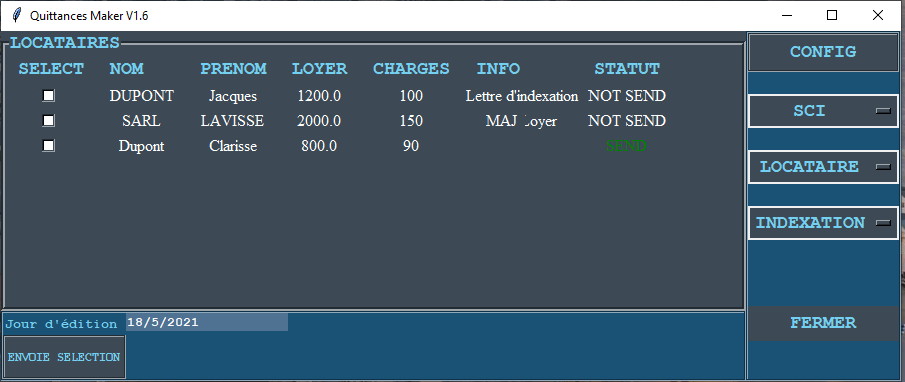 Quittances Maker V1.6
LOCATAIRES
SELECT NOM PRENOM LOYER CHARGES INFO STATUT
DUPONT Jacques 1200.0 100 Lettre d'indexation NOT SEND
SARL LAVISSE 2000.0 150 MAJ Loyer NOT SEND
Dupont Clarisse 800.0 90 SEND
CONFIG
SCI
LOCATAIRE
INDEXATION
FERMER
Jour d'édition 18/5/2021
ENVOIE SELECTION